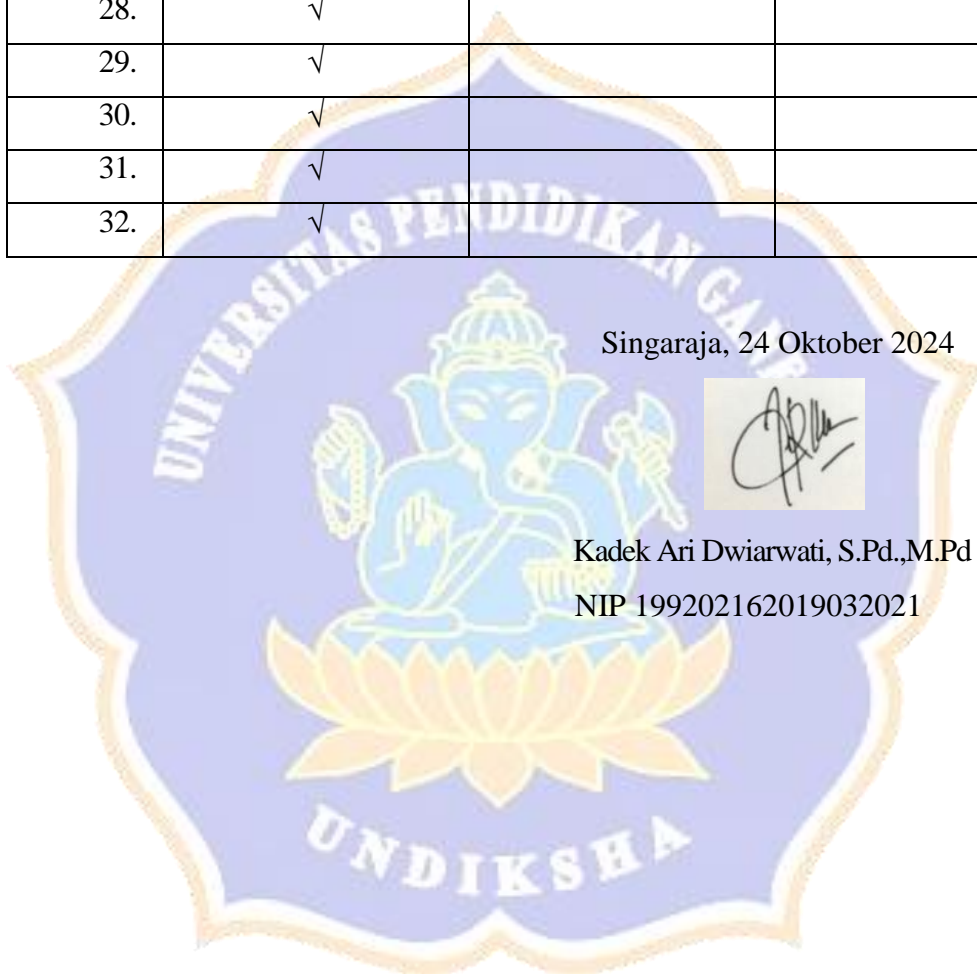 28. √
29. √
30. √
31. √
32. √
UNIVERSITAS PENDIDIKAN
Singaraja, 24 Oktober 2024
Kadek Ari Dwiarwati, S.Pd.,M.Pd
NIP 199202162019032021
UNDIKSHA